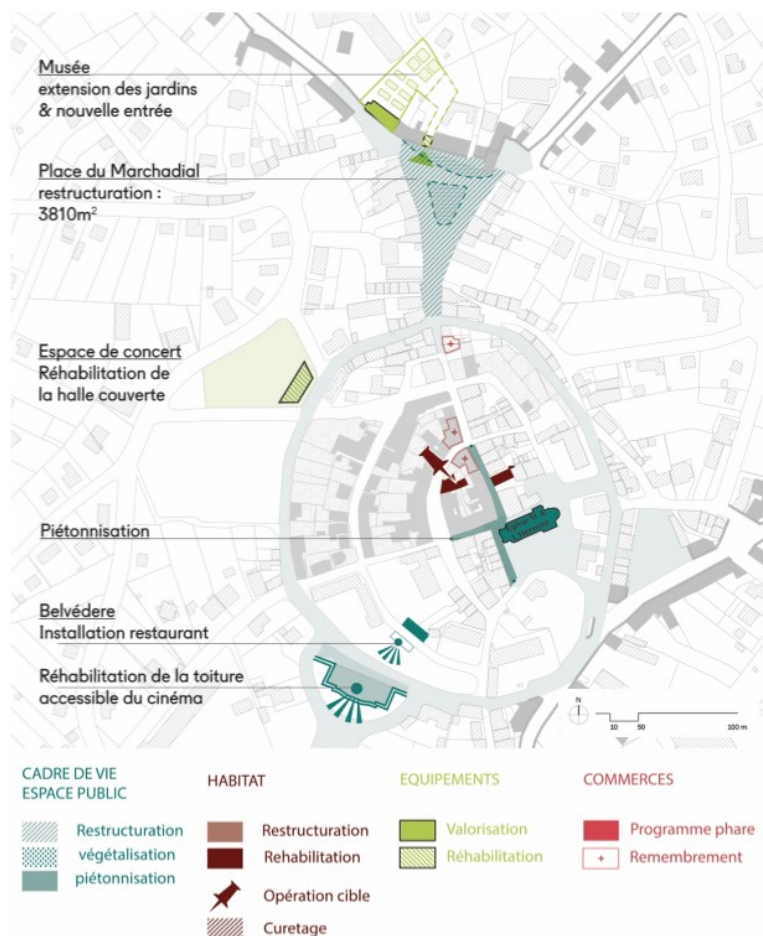 Musée
extension des jardins
& nouvelle entrée
Place du Marchadial
restructuration :
3810m²
Espace de concert
Réhabilitation de
la halle couverte
Piétonnisation
Belvédere
Installation restaurant
Réhabilitation de la toiture
accessible du cinéma
N
10 50 100 m
CADRE DE VIE
ESPACE PUBLIC
Restructuration
végétalisation
piétonnisation
HABITAT
Restructuration
Rehabilitation
Opération cible
Curetage
EQUIPEMENTS
Valorisation
Réhabilitation
COMMERCES
Programme phare
Remembrement